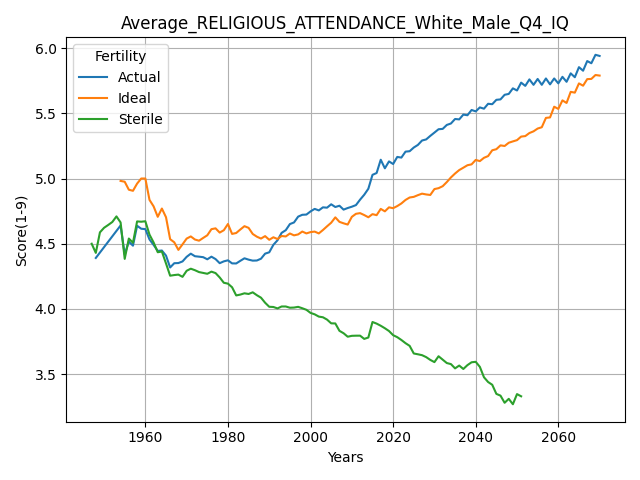 Average_RELIGIOUS_ATTENDANCE_White_Male_Q4_IQ
Fertility
Actual
Ideal
Sterile
Score(1-9)
6.0
5.5
5.0
4.5
4.0
3.5
1960 1980 2000 2020 2040 2060
Years